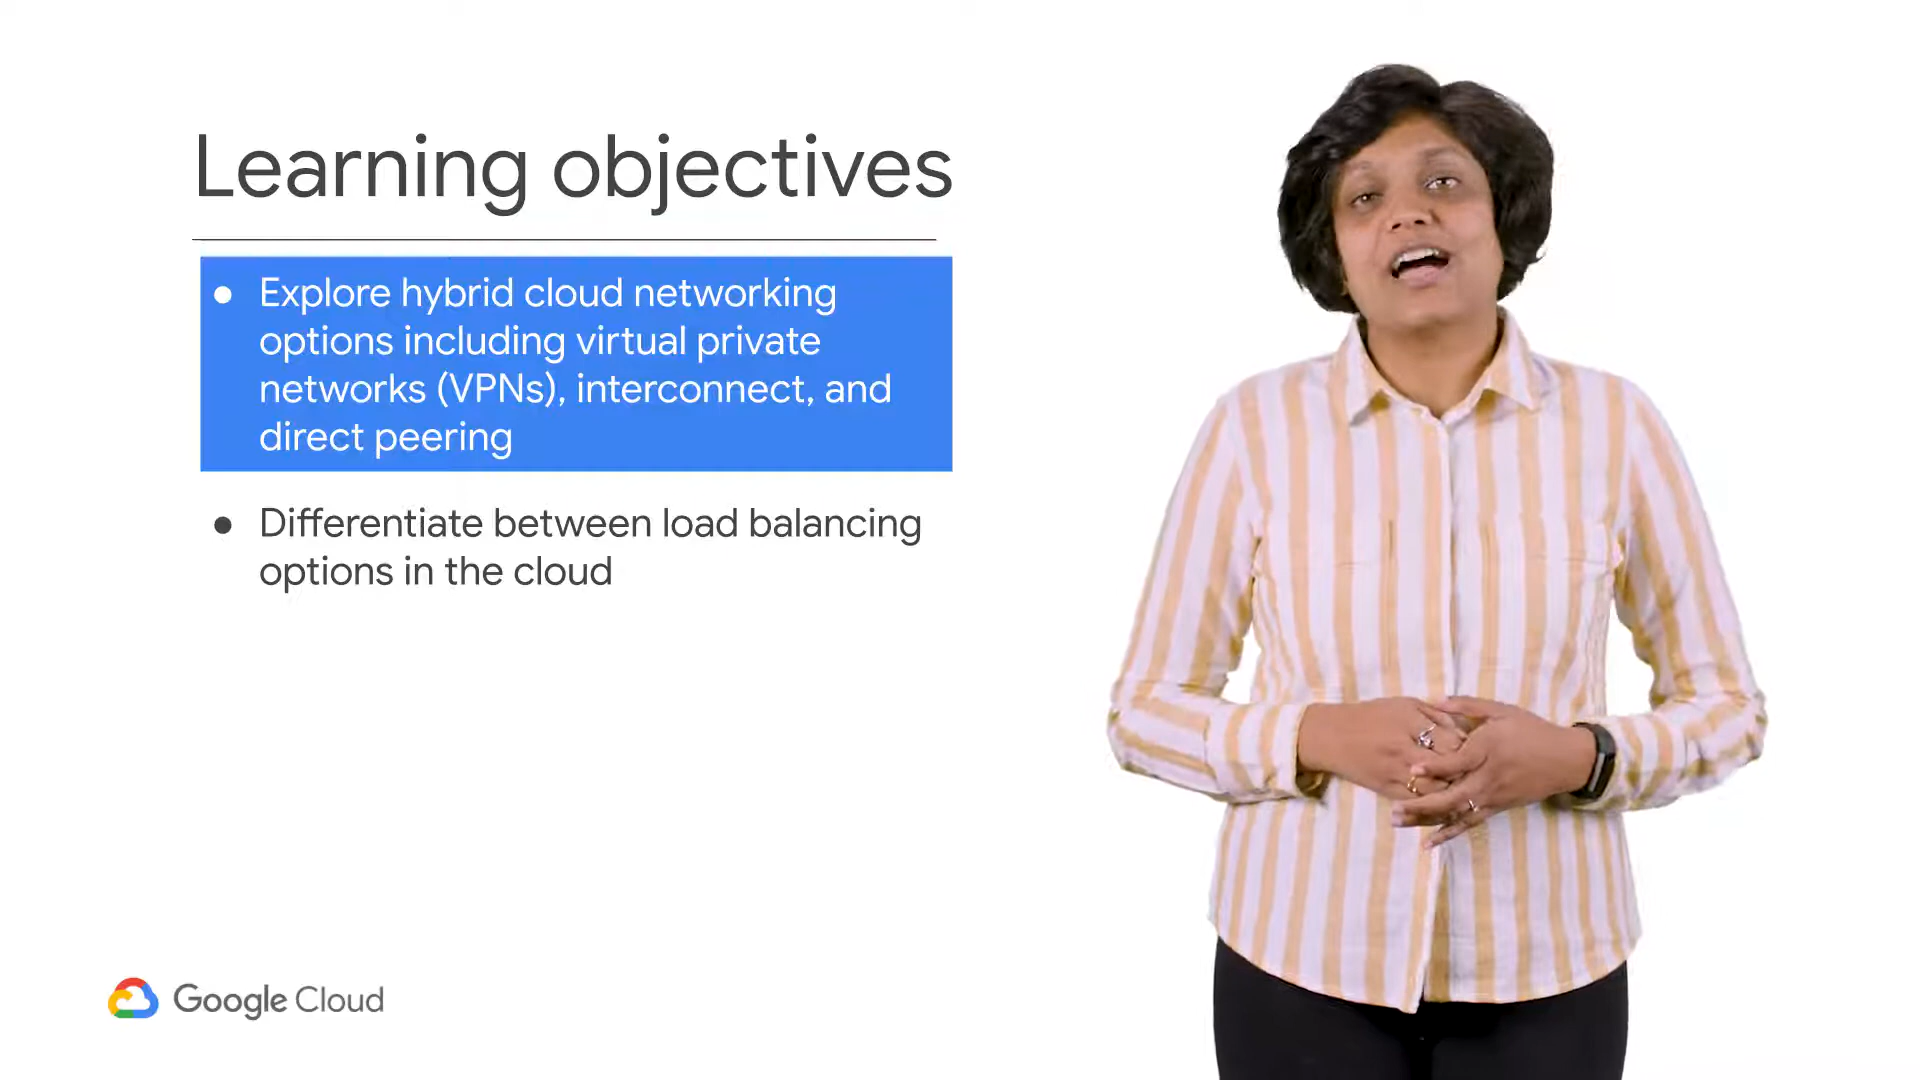 Learning objectives
● Explore hybrid cloud networking
options including virtual private
networks (VPNs), interconnect, and
direct peering
● Differentiate between load balancing
options in the cloud
Google Cloud